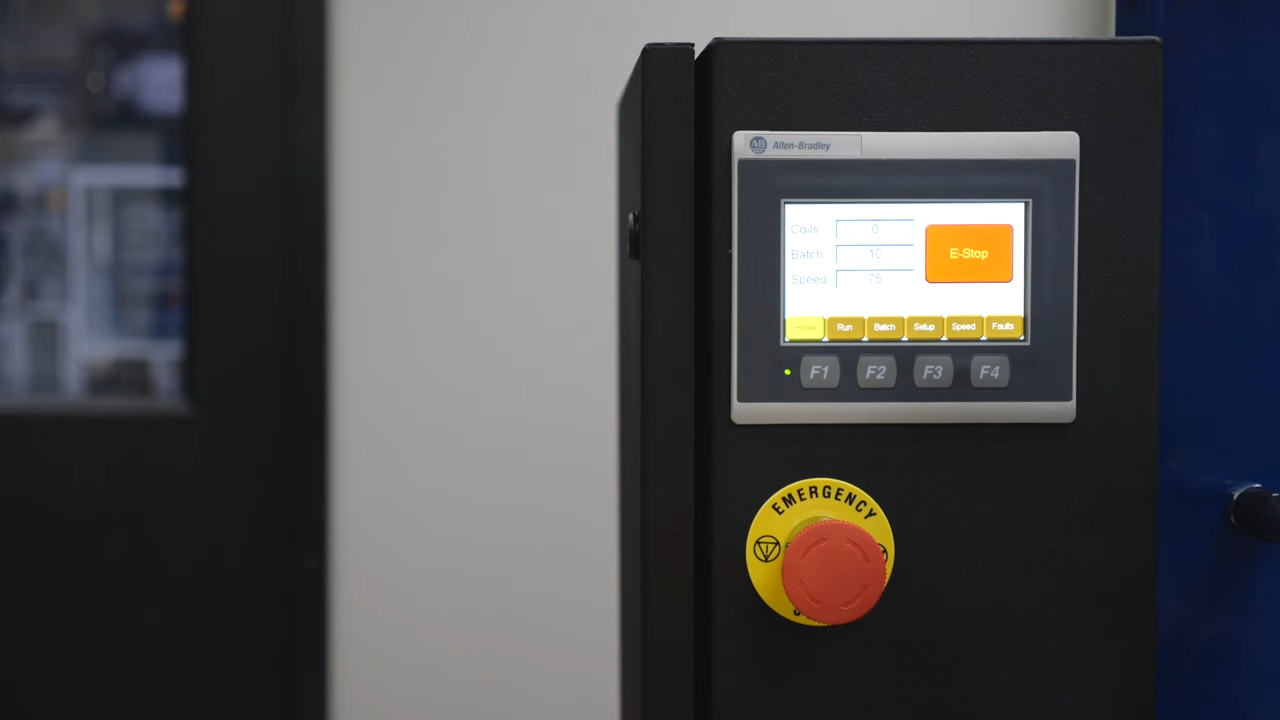 AB Allen-Bradley
Coils 0
Batch 10
Speed 75
E-Stop
Home Run Batch Setup Speed Faults
F1 F2 F3 F4
EMERGENCY